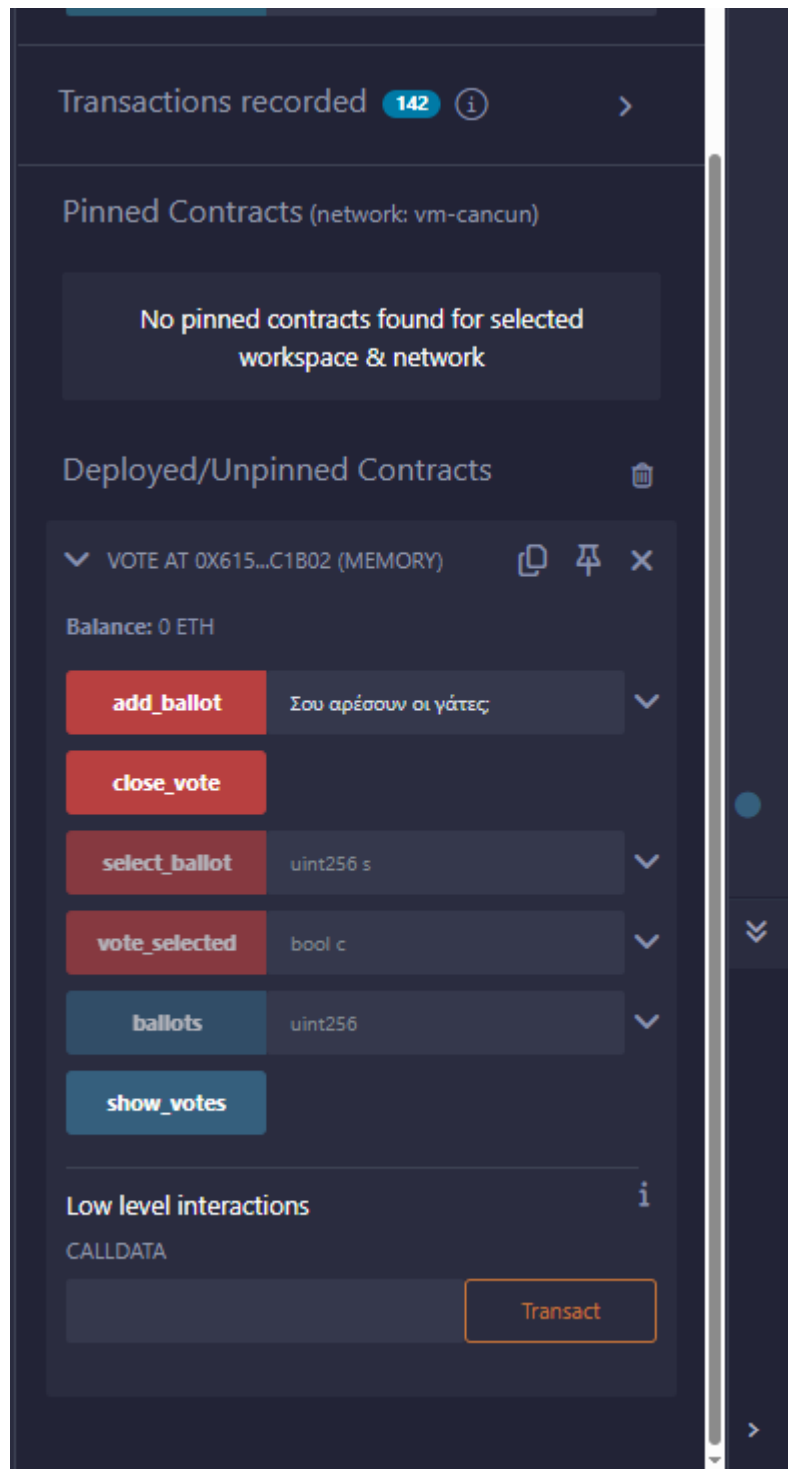 Transactions recorded 142 i
Pinned Contracts (network: vm-cancun)
No pinned contracts found for selected
workspace & network
Deployed/Unpinned Contracts
VOTE AT 0X615...C1B02 (MEMORY)
Balance: 0 ETH
add_ballot Σου αρέσουν οι γάτες;
close_vote
select_ballot uint256 s
vote_selected bool c
ballots uint256
show_votes
Low level interactions i
CALLDATA
Transact